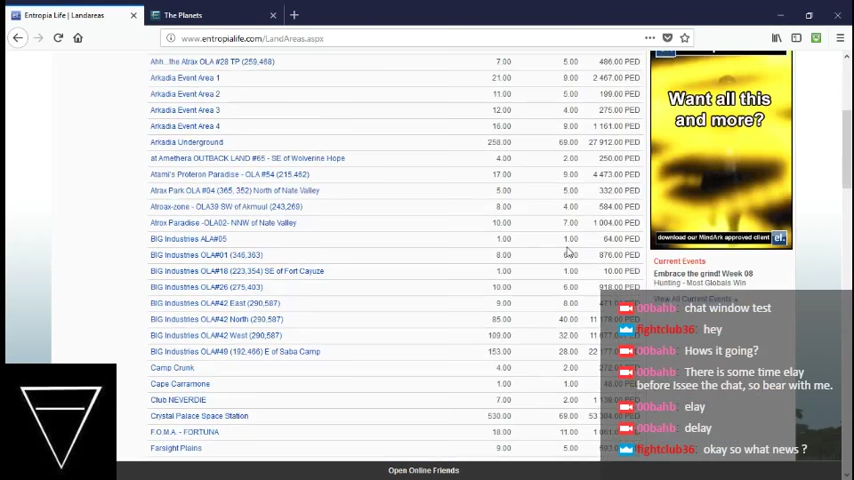 Entropia Life | Landareas
The Planets
www.entropialife.com/LandAreas.aspx
Ahh...the Atrax OLA #28 TP (259,468) 7.00 5.00 486.00 PED
Arkadia Event Area 1 24.00 9.00 2 467.00 PED
Arkadia Event Area 2 11.00 5.00 199.00 PED
Arkadia Event Area 3 12.00 4.00 275.00 PED
Arkadia Event Area 4 16.00 9.00 1 161.00 PED
Arkadia Underground 258.00 69.00 27 912.00 PED
at Amethera OUTBACK LAND #65 - SE of Wolverine Hope 4.00 2.00 250.00 PED
Atami's Proteron Paradise - OLA #54 (215,462) 17.00 9.00 4 473.00 PED
Atrax Park OLA #04 (365, 352) North of Nate Valley 5.00 5.00 332.00 PED
Atroax-zone - OLA39 SW of Akmuul (243,269) 8.00 4.00 584.00 PED
Atrox Paradise -OLA02- NNW of Nate Valley 10.00 7.00 1 004.00 PED
BIG Industries ALA#05 1.00 1.00 64.00 PED
BIG Industries OLA#01 (346,363) 8.00 876.00 PED
BIG Industries OLA#18 (223,354) SE of Fort Cayuze 1.00 1.00 10.00 PED
BIG Industries OLA#26 (275,403) 10.00 6.00 918.00 PED
BIG Industries OLA#42 East (290,587) 9.00 8.00
BIG Industries OLA#42 North (290,587) 85.00 40.00
BIG Industries OLA#42 West (290,587) 109.00 32.00
BIG Industries OLA#49 (192,466) E of Saba Camp 153.00 28.00
Camp Crunk 4.00 2.00
Cape Carramone 1.00 1.00
Club NEVERDIE 7.00 2.00
Crystal Palace Space Station 530.00 69.00
F.O.M.A. - FORTUNA 18.00 11.00
Farsight Plains 9.00 5.00
Want all this
and more?
download our MindArk approved client
el.
Current Events
Embrace the grind! Week 08
Hunting - Most Globals Win
View All Current Events
00bahb: chat window test
fightclub36: hey
00bahb: Hows it going?
00bahb: There is some time elay
before Issee the chat, so bear with me.
00bahb: elay
00bahb: delay
fightclub36: okay so what news ?
Open Online Friends